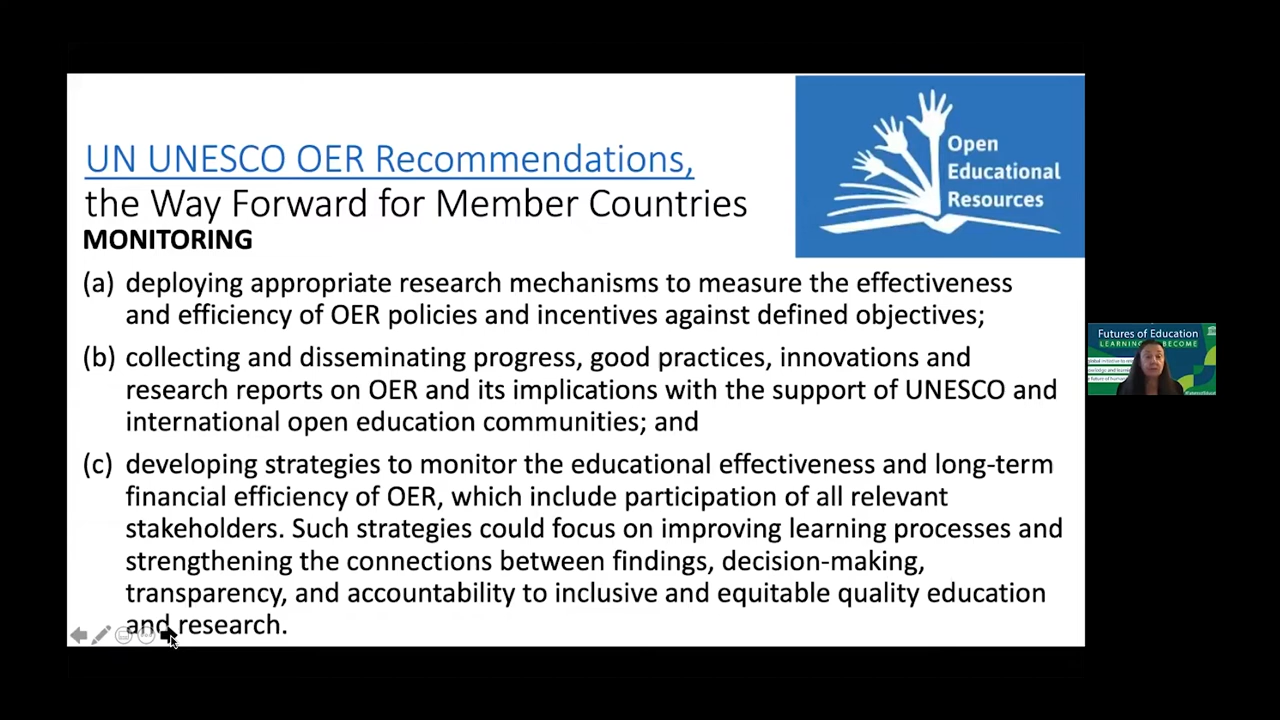 UN UNESCO OER Recommendations,
the Way Forward for Member Countries
MONITORING
Open
Educational
Resources
(a) deploying appropriate research mechanisms to measure the effectiveness
and efficiency of OER policies and incentives against defined objectives;
(b) collecting and disseminating progress, good practices, innovations and
research reports on OER and its implications with the support of UNESCO and
international open education communities; and
(c) developing strategies to monitor the educational effectiveness and long-term
financial efficiency of OER, which include participation of all relevant
stakeholders. Such strategies could focus on improving learning processes and
strengthening the connections between findings, decision-making,
transparency, and accountability to inclusive and equitable quality education
and research.
Futures of Education